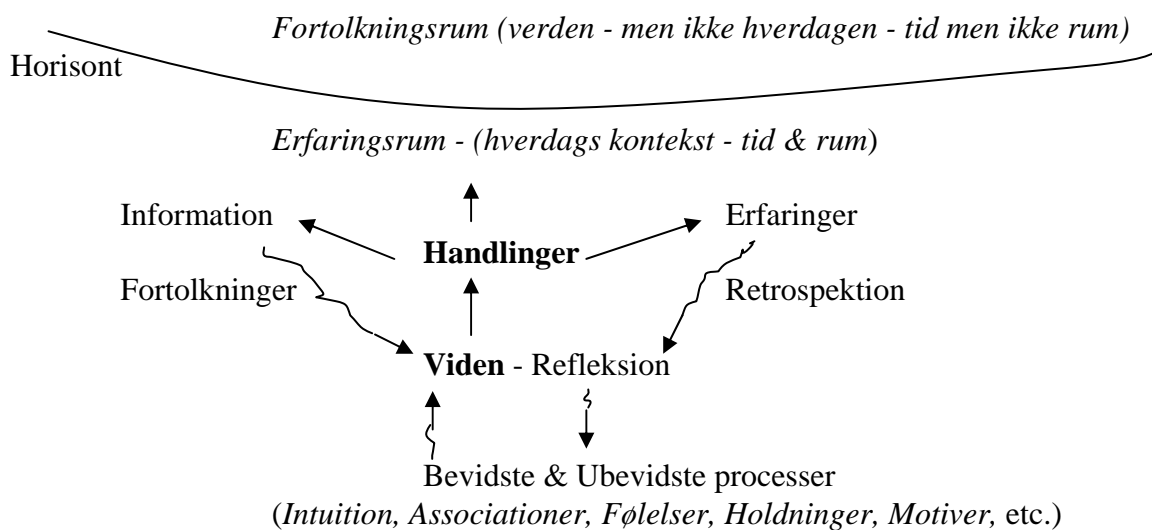 Fortolkningsrum (verden - men ikke hverdagen - tid men ikke rum)
Horisont
Erfaringsrum - (hverdags kontekst - tid & rum)
Information
Erfaringer
Handlinger
Fortolkninger
Retrospektion
Viden - Refleksion
Bevidste & Ubevidste processer
(Intuition, Associationer, Følelser, Holdninger, Motiver, etc.)